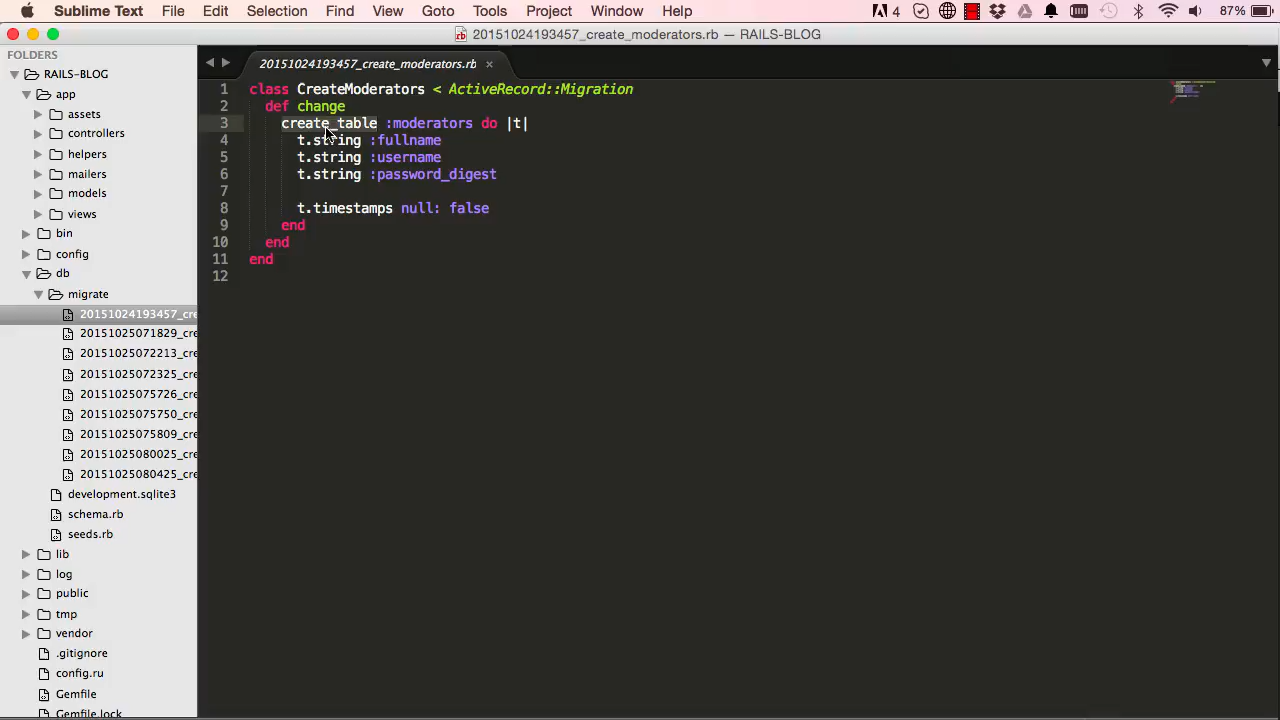 Sublime Text File Edit Selection Find View Goto Tools Project Window Help 4 87%
20151024193457_create_moderators.rb — RAILS-BLOG
FOLDERS
RAILS-BLOG
app
assets
controllers
helpers
mailers
models
views
bin
config
db
migrate
20151024193457_cre
20151025071829_cre
20151025072213_cre
20151025072325_cre
20151025075726_cre
20151025075750_cre
20151025075809_cre
20151025080025_cre
20151025080425_cre
development.sqlite3
schema.rb
seeds.rb
lib
log
public
tmp
vendor
.gitignore
config.ru
Gemfile
Gemfile.lock
20151024193457_create_moderators.rb ×
1 class CreateModerators < ActiveRecord::Migration
2 def change
3 create_table :moderators do |t|
4 t.string :fullname
5 t.string :username
6 t.string :password_digest
7
8 t.timestamps null: false
9 end
10 end
11 end
12